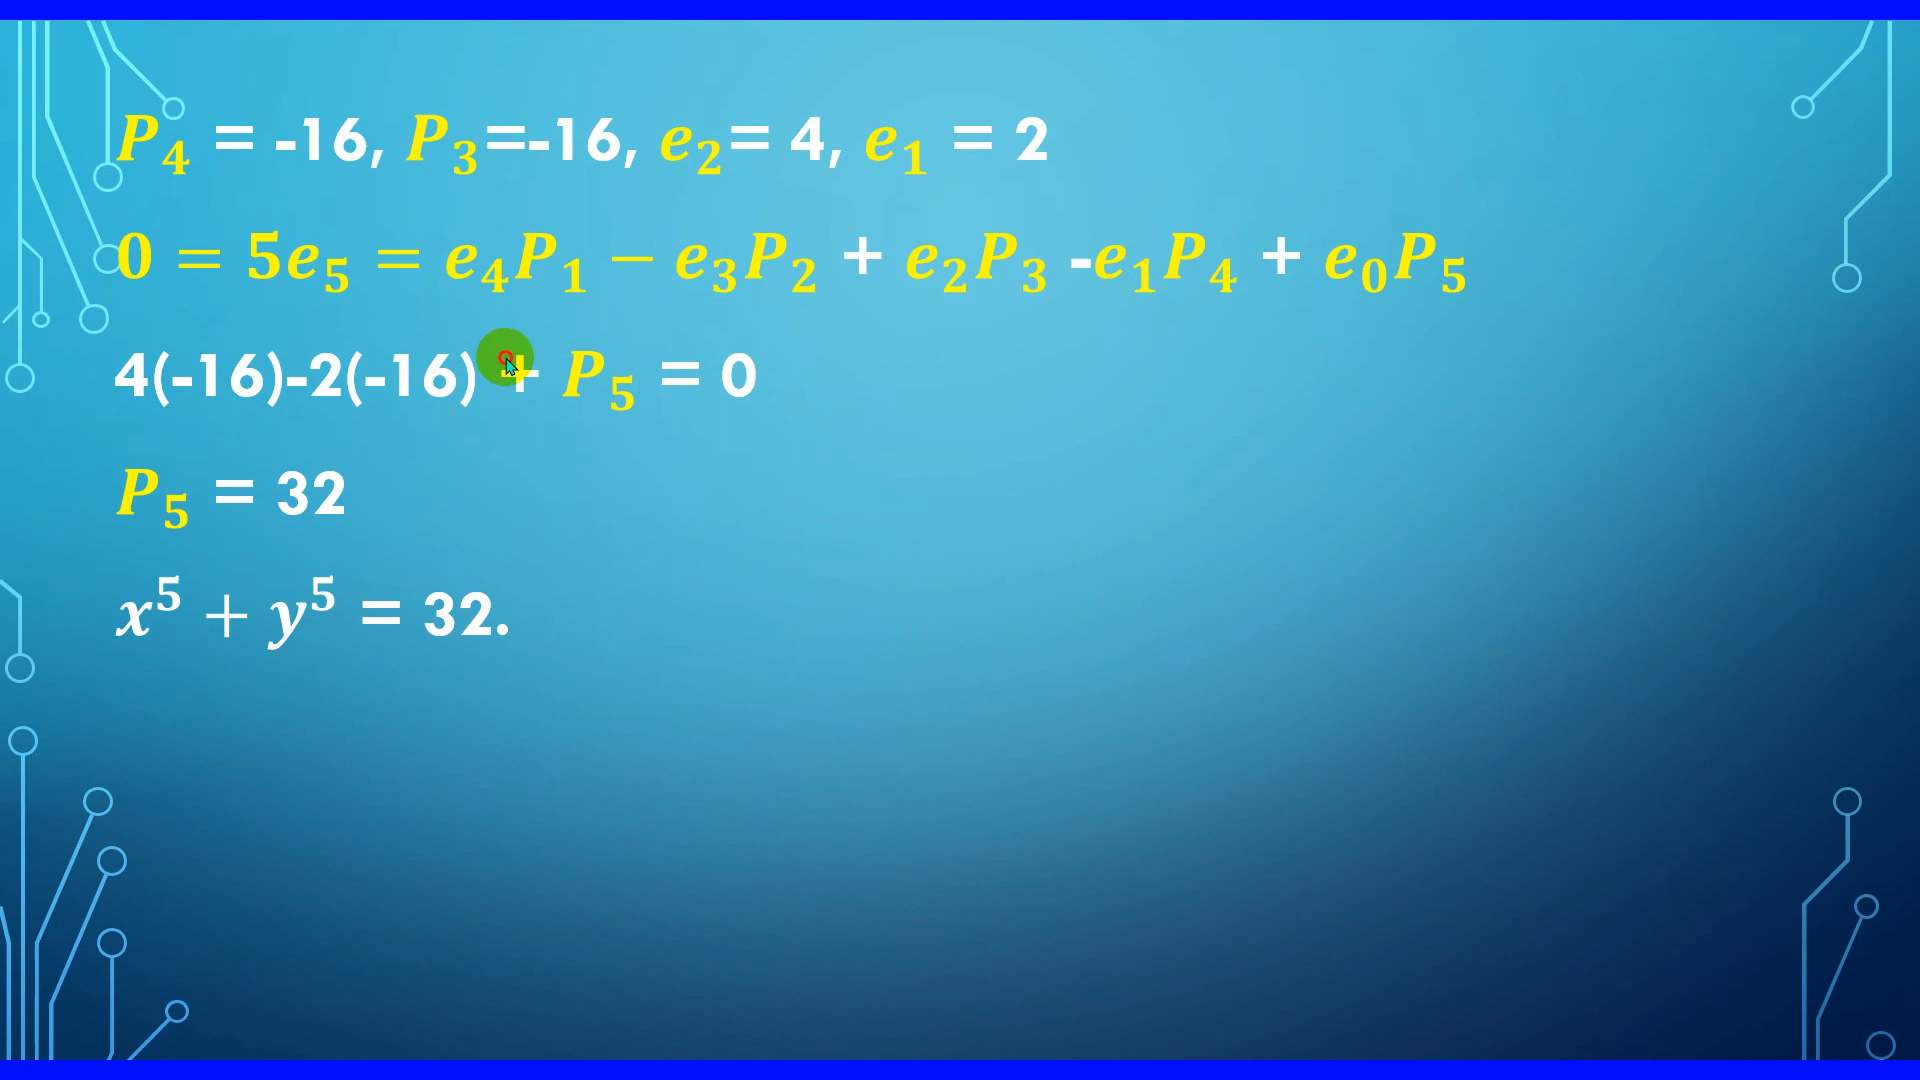 P₄ = -16, P₃=-16, e₂= 4, e₁ = 2
0 = 5e₅ = e₄P₁ − e₃P₂ + e₂P₃ -e₁P₄ + e₀P₅
4(-16)-2(-16) + P₅ = 0
P₅ = 32
x⁵ + y⁵ = 32.